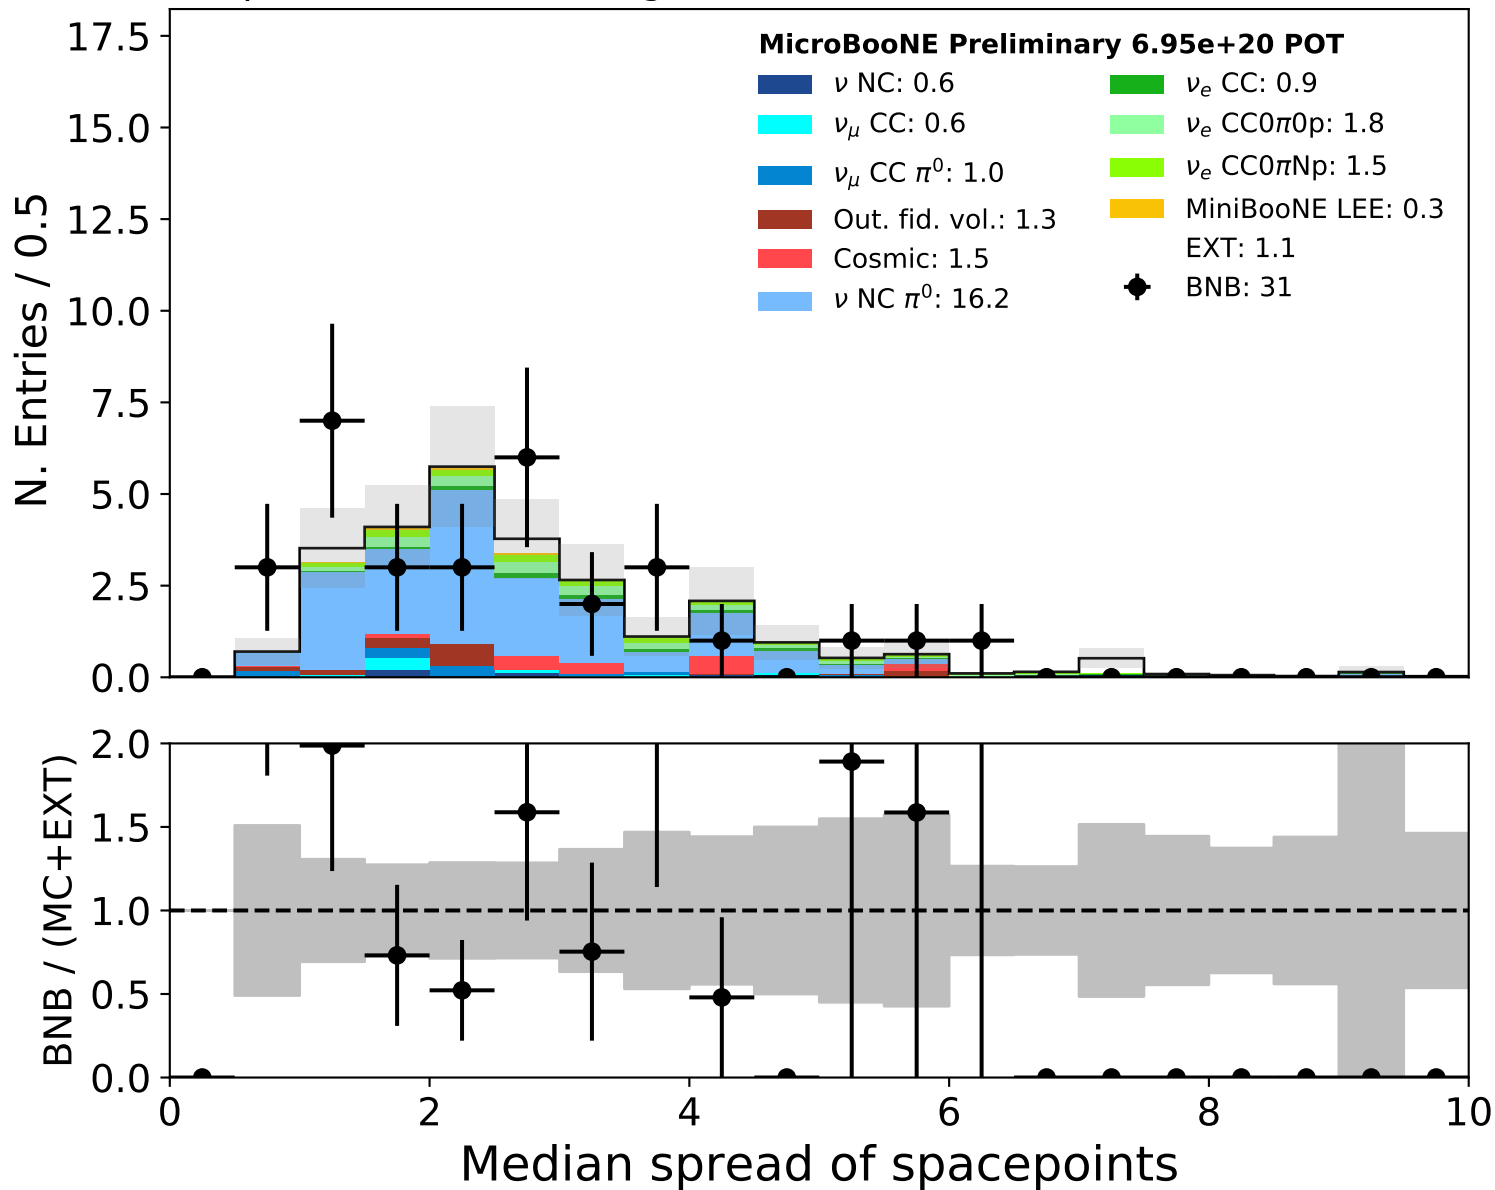 MicroBooNE Preliminary 6.95e+20 POT
ν NC: 0.6
ν_μ CC: 0.6
ν_μ CC π⁰: 1.0
Out. fid. vol.: 1.3
Cosmic: 1.5
ν NC π⁰: 16.2
ν_e CC: 0.9
ν_e CC0π0p: 1.8
ν_e CC0πNp: 1.5
MiniBooNE LEE: 0.3
EXT: 1.1
BNB: 31
N. Entries / 0.5
17.5
15.0
12.5
10.0
7.5
5.0
2.5
0.0
BNB / (MC+EXT)
2.0
1.5
1.0
0.5
0.0
0 2 4 6 8 10
Median spread of spacepoints